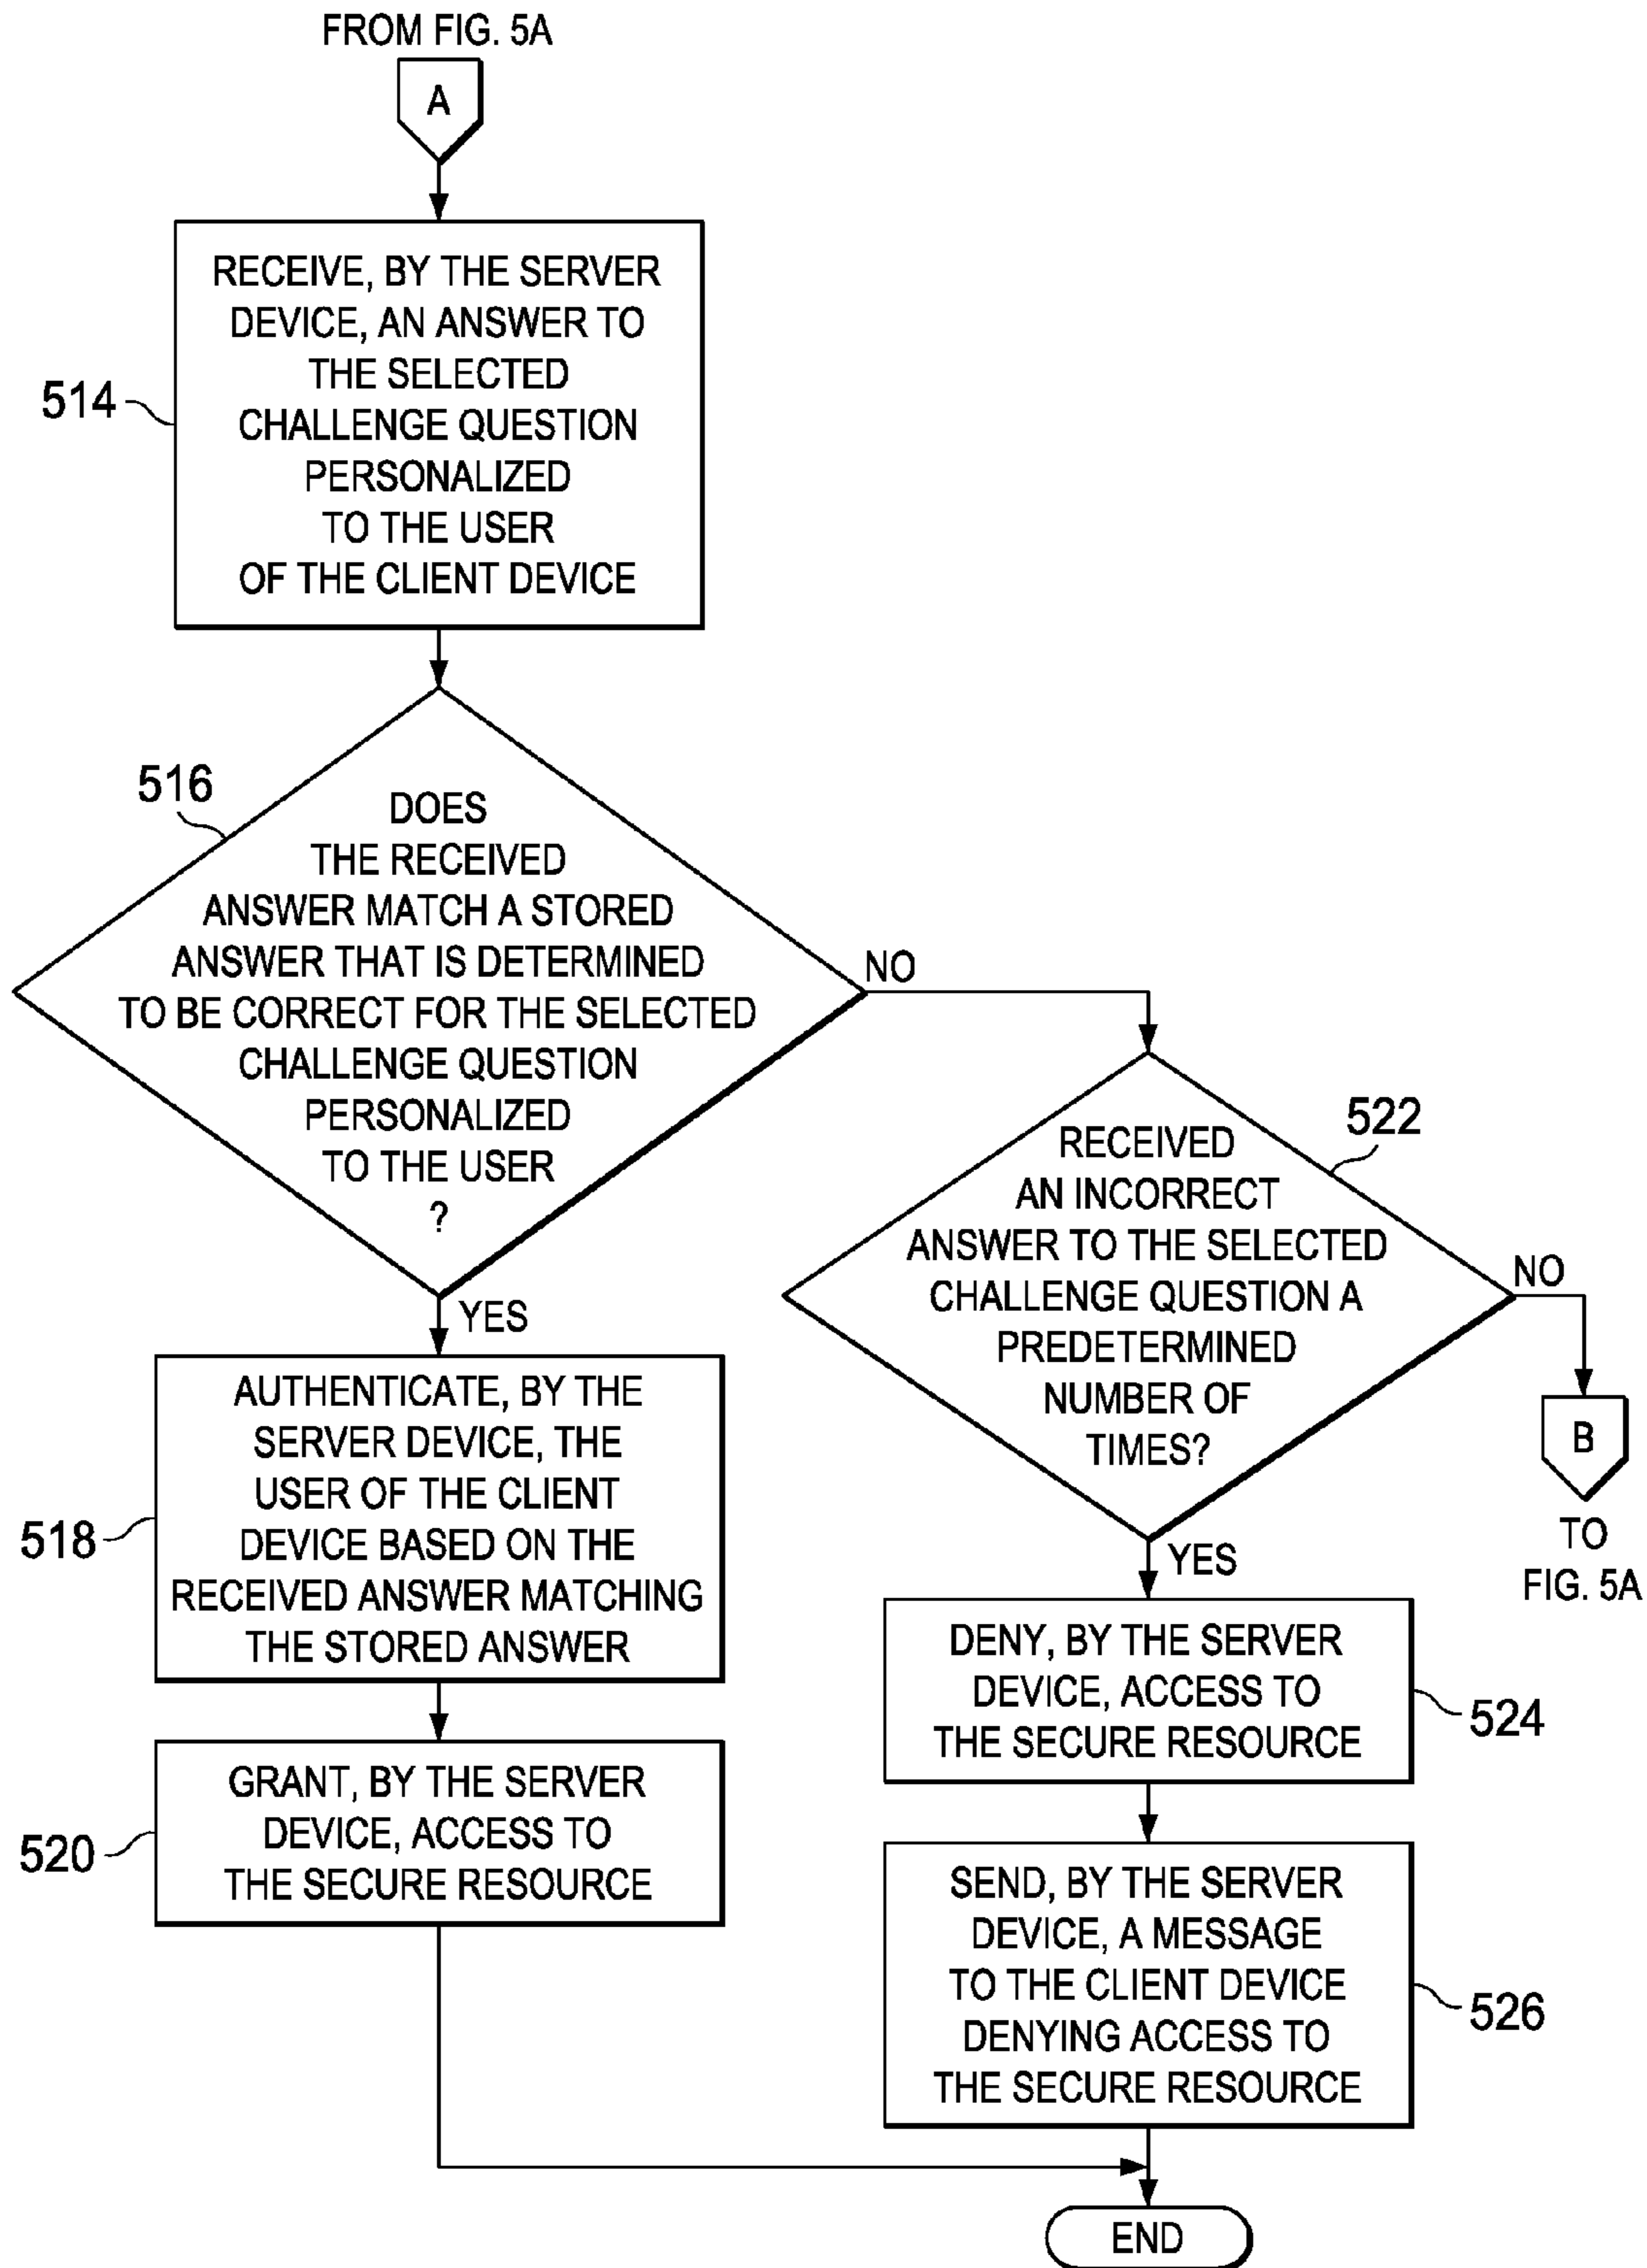 FROM FIG. 5A
A
RECEIVE, BY THE SERVER
DEVICE, AN ANSWER TO
THE SELECTED
CHALLENGE QUESTION
PERSONALIZED
TO THE USER
OF THE CLIENT DEVICE
514
516
DOES
THE RECEIVED
ANSWER MATCH A STORED
ANSWER THAT IS DETERMINED
TO BE CORRECT FOR THE SELECTED
CHALLENGE QUESTION
PERSONALIZED
TO THE USER
?
NO
YES
522
RECEIVED
AN INCORRECT
ANSWER TO THE SELECTED
CHALLENGE QUESTION A
PREDETERMINED
NUMBER OF
TIMES?
NO
B
TO
FIG. 5A
YES
AUTHENTICATE, BY THE
SERVER DEVICE, THE
USER OF THE CLIENT
DEVICE BASED ON THE
RECEIVED ANSWER MATCHING
THE STORED ANSWER
518
GRANT, BY THE SERVER
DEVICE, ACCESS TO
THE SECURE RESOURCE
520
DENY, BY THE SERVER
DEVICE, ACCESS TO
THE SECURE RESOURCE
524
SEND, BY THE SERVER
DEVICE, A MESSAGE
TO THE CLIENT DEVICE
DENYING ACCESS TO
THE SECURE RESOURCE
526
END